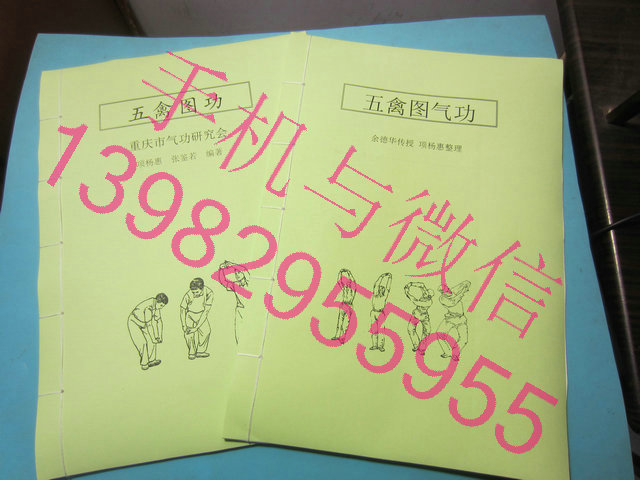 五禽图功
重庆市气功研究会
项杨惠 张鉴若 编著
五禽图气功
余德华传授 项杨惠整理
手机与微信
13982955955